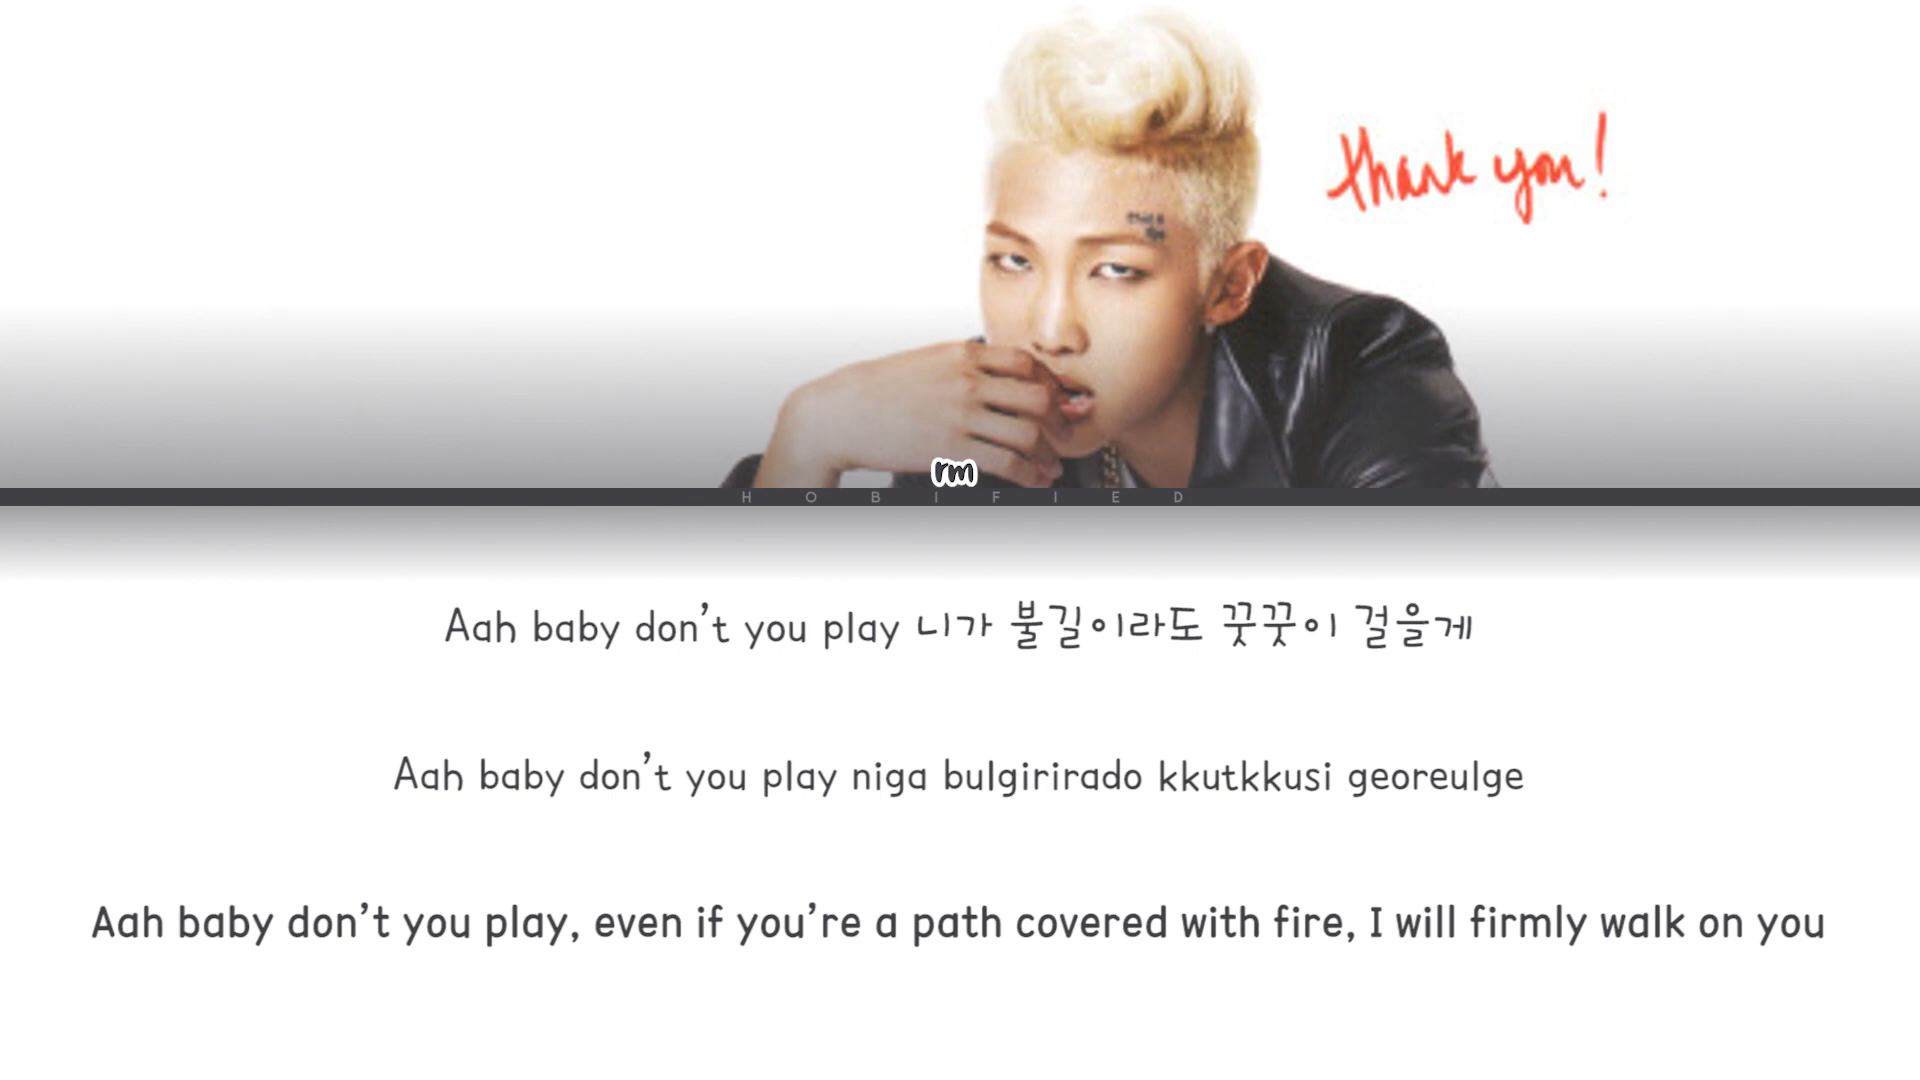 thank you!
rm
HOBIFIED
Aah baby don't you play 니가 불길이라도 꿋꿋이 걸을게
Aah baby don't you play niga bulgirirado kkutkkusi georeulge
Aah baby don't you play, even if you're a path covered with fire, I will firmly walk on you